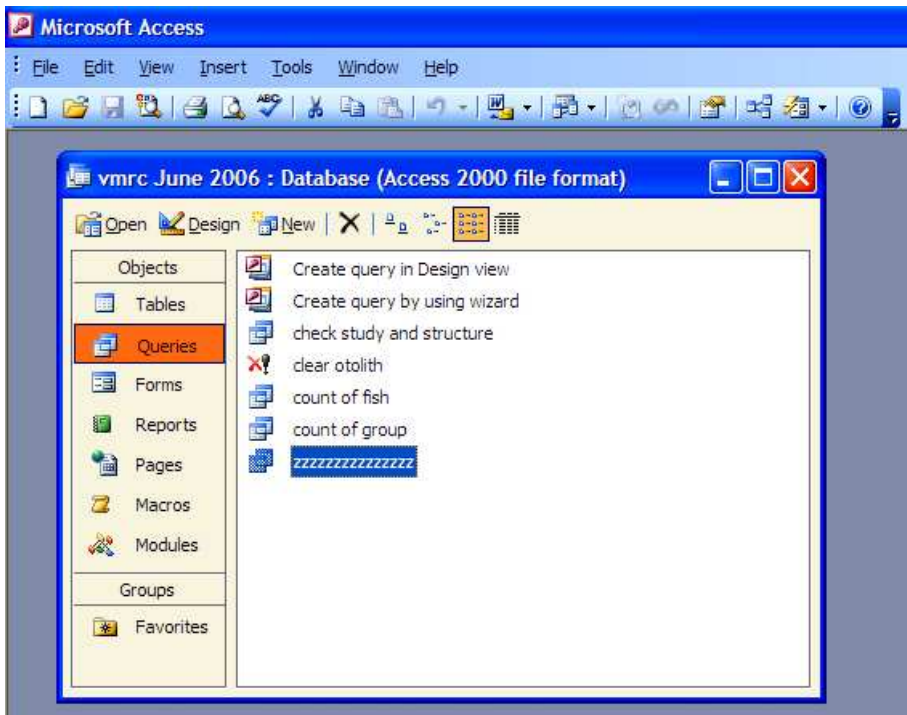 Microsoft Access
File Edit View Insert Tools Window Help
ABC
W
vmrc June 2006 : Database (Access 2000 file format)
Open Design New
Objects
Tables
Queries
Forms
Reports
Pages
Macros
Modules
Groups
Favorites
Create query in Design view
Create query by using wizard
check study and structure
clear otolith
count of fish
count of group
zzzzzzzzzzzzzzz